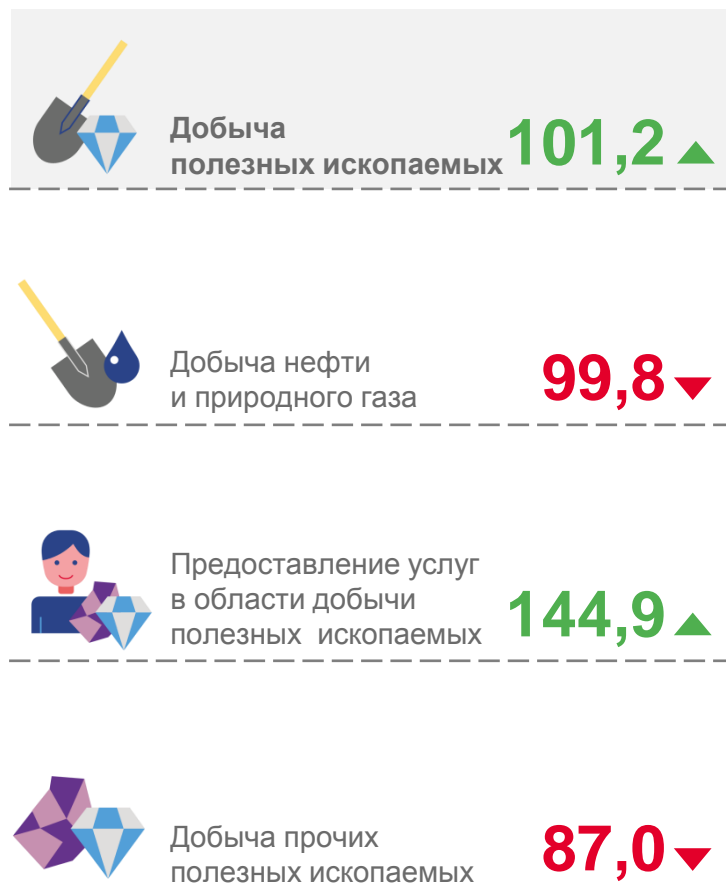 Добыча
полезных ископаемых 101,2
Добыча нефти
и природного газа 99,8
Предоставление услуг
в области добычи
полезных ископаемых 144,9
Добыча прочих
полезных ископаемых 87,0